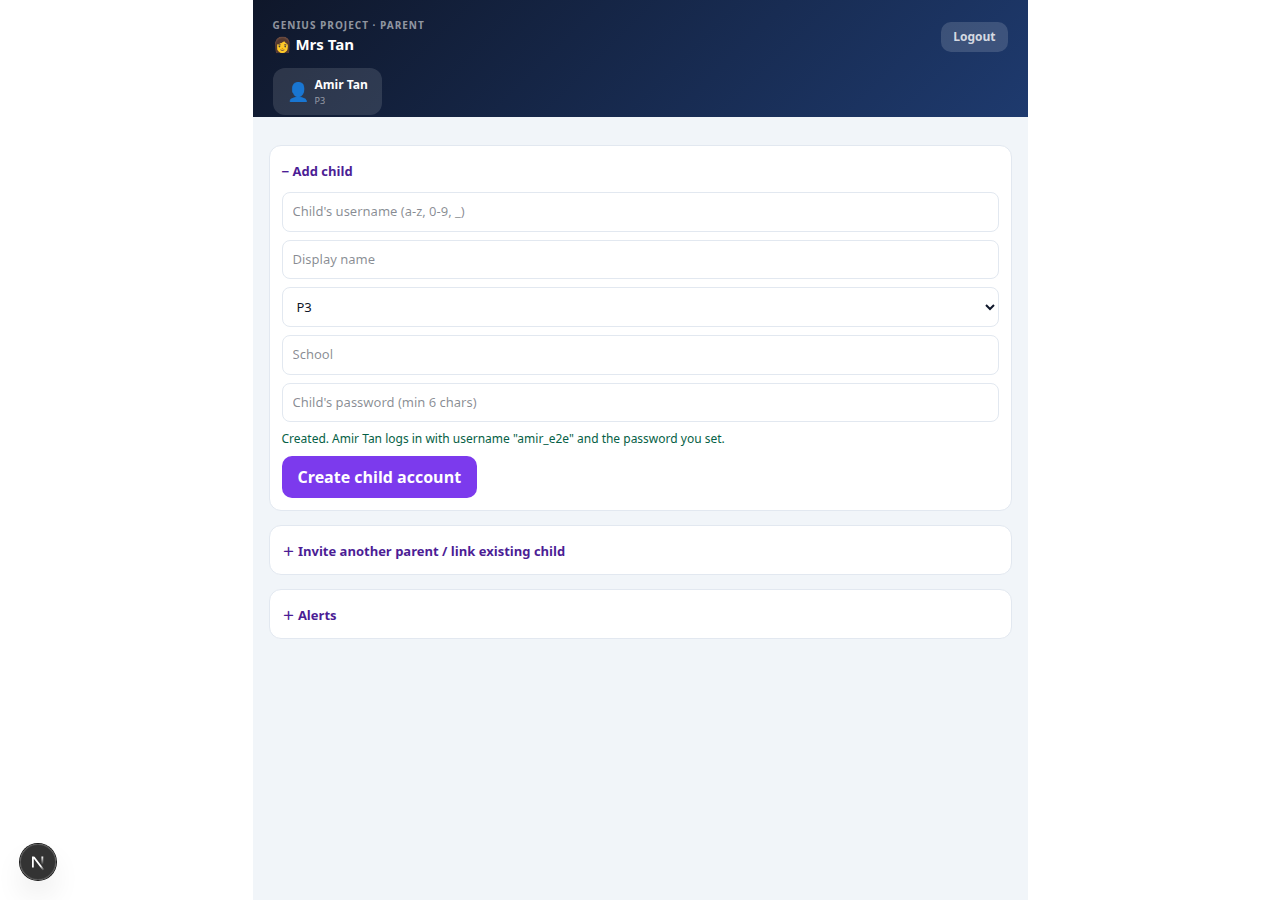 GENIUS PROJECT · PARENT
👩 Mrs Tan
Logout
Amir Tan
P3
− Add child
Child's username (a-z, 0-9, _)
Display name
P3
School
Child's password (min 6 chars)
Created. Amir Tan logs in with username "amir_e2e" and the password you set.
Create child account
+ Invite another parent / link existing child
+ Alerts
N